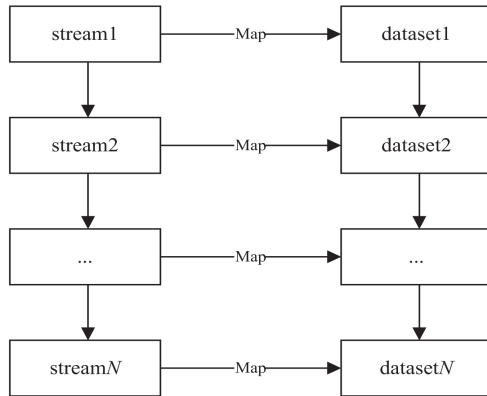 stream1 Map dataset1
stream2 Map dataset2
... Map ...
streamN Map datasetN